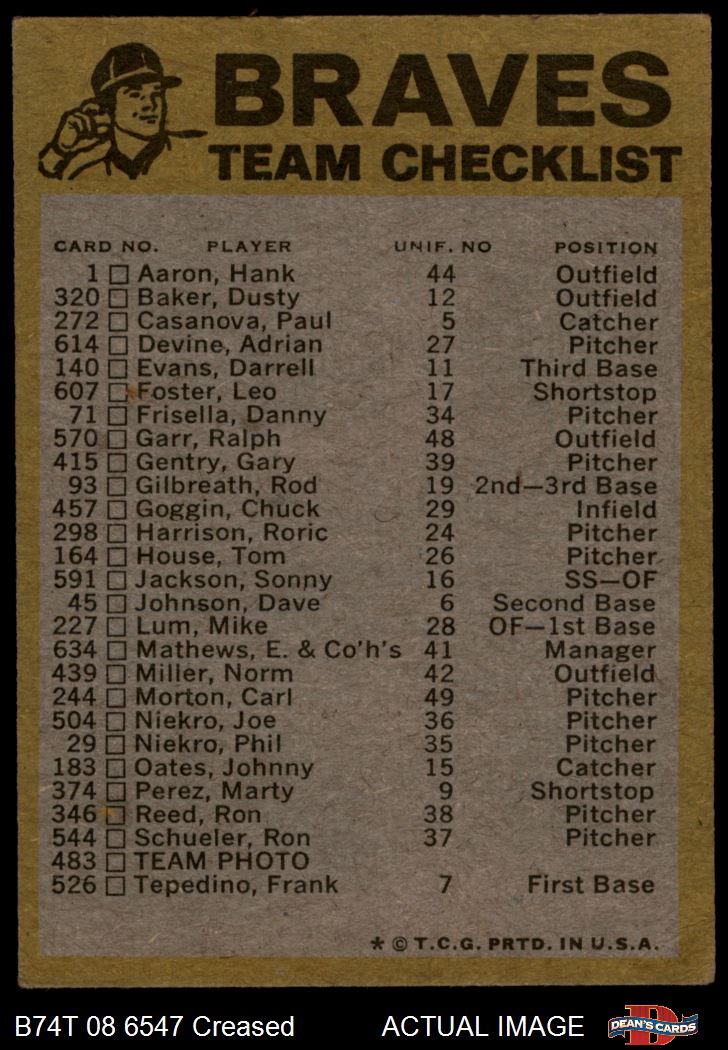 BRAVES
TEAM CHECKLIST
CARD NO. PLAYER UNIF. NO POSITION
1 Aaron, Hank 44 Outfield
320 Baker, Dusty 12 Outfield
272 Casanova, Paul 5 Catcher
614 Devine, Adrian 27 Pitcher
140 Evans, Darrell 11 Third Base
607 Foster, Leo 17 Shortstop
71 Frisella, Danny 34 Pitcher
570 Garr, Ralph 48 Outfield
415 Gentry, Gary 39 Pitcher
93 Gilbreath, Rod 19 2nd—3rd Base
457 Goggin, Chuck 29 Infield
298 Harrison, Roric 24 Pitcher
164 House, Tom 26 Pitcher
591 Jackson, Sonny 16 SS—OF
45 Johnson, Dave 6 Second Base
227 Lum, Mike 28 OF—1st Base
634 Mathews, E. & Co'h's 41 Manager
439 Miller, Norm 42 Outfield
244 Morton, Carl 49 Pitcher
504 Niekro, Joe 36 Pitcher
29 Niekro, Phil 35 Pitcher
183 Oates, Johnny 15 Catcher
374 Perez, Marty 9 Shortstop
346 Reed, Ron 38 Pitcher
544 Schueler, Ron 37 Pitcher
483 TEAM PHOTO
526 Tepedino, Frank 7 First Base
* © T.C.G. PRTD. IN U.S.A.
B74T 08 6547 Creased ACTUAL IMAGE
D
DEAN'S CARDS